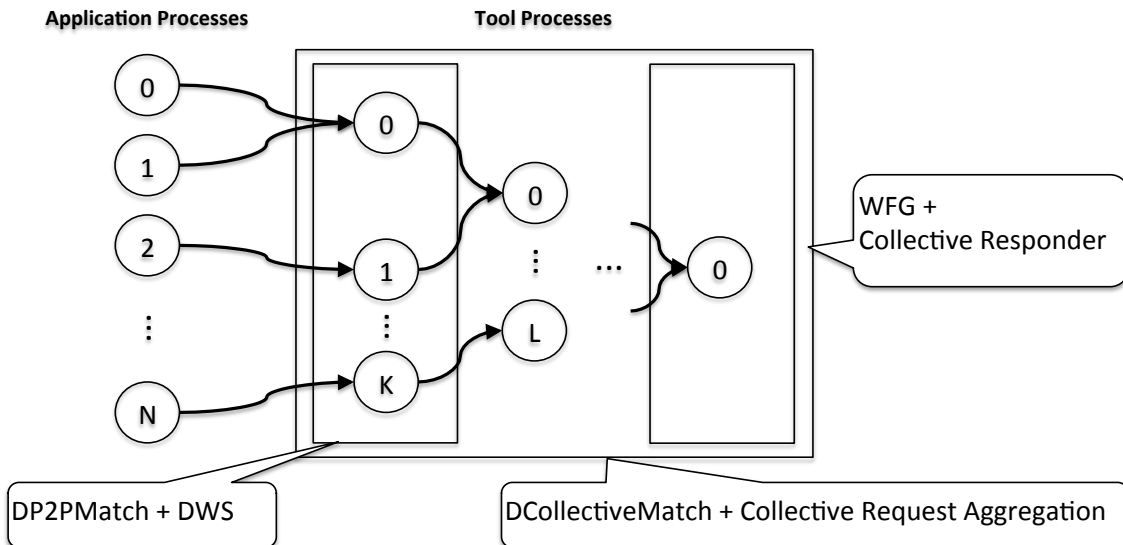 Application Processes
Tool Processes
0
1
2
⋮
N
0
1
⋮
K
0
⋮
L
...
0
WFG +
Collective Responder
DP2PMatch + DWS
DCollectiveMatch + Collective Request Aggregation